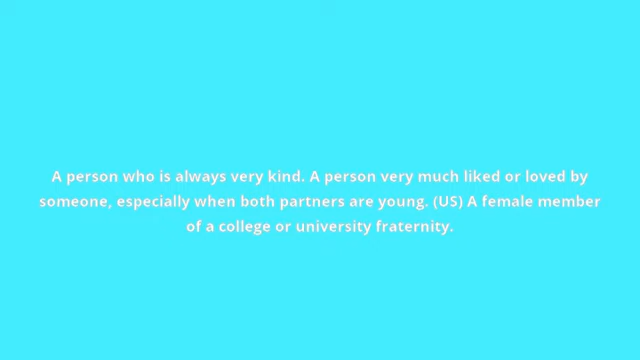 A person who is always very kind. A person very much liked or loved by
someone, especially when both partners are young. (US) A female member
of a college or university fraternity.